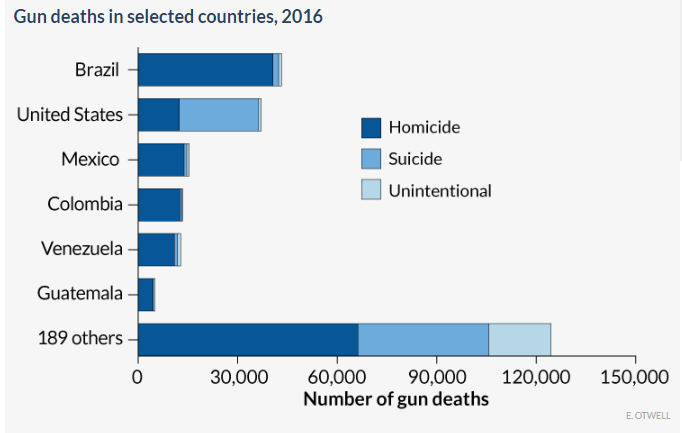 Gun deaths in selected countries, 2016
Brazil
United States
Mexico
Colombia
Venezuela
Guatemala
189 others
Homicide
Suicide
Unintentional
0 30,000 60,000 90,000 120,000 150,000
Number of gun deaths
E. OTWELL